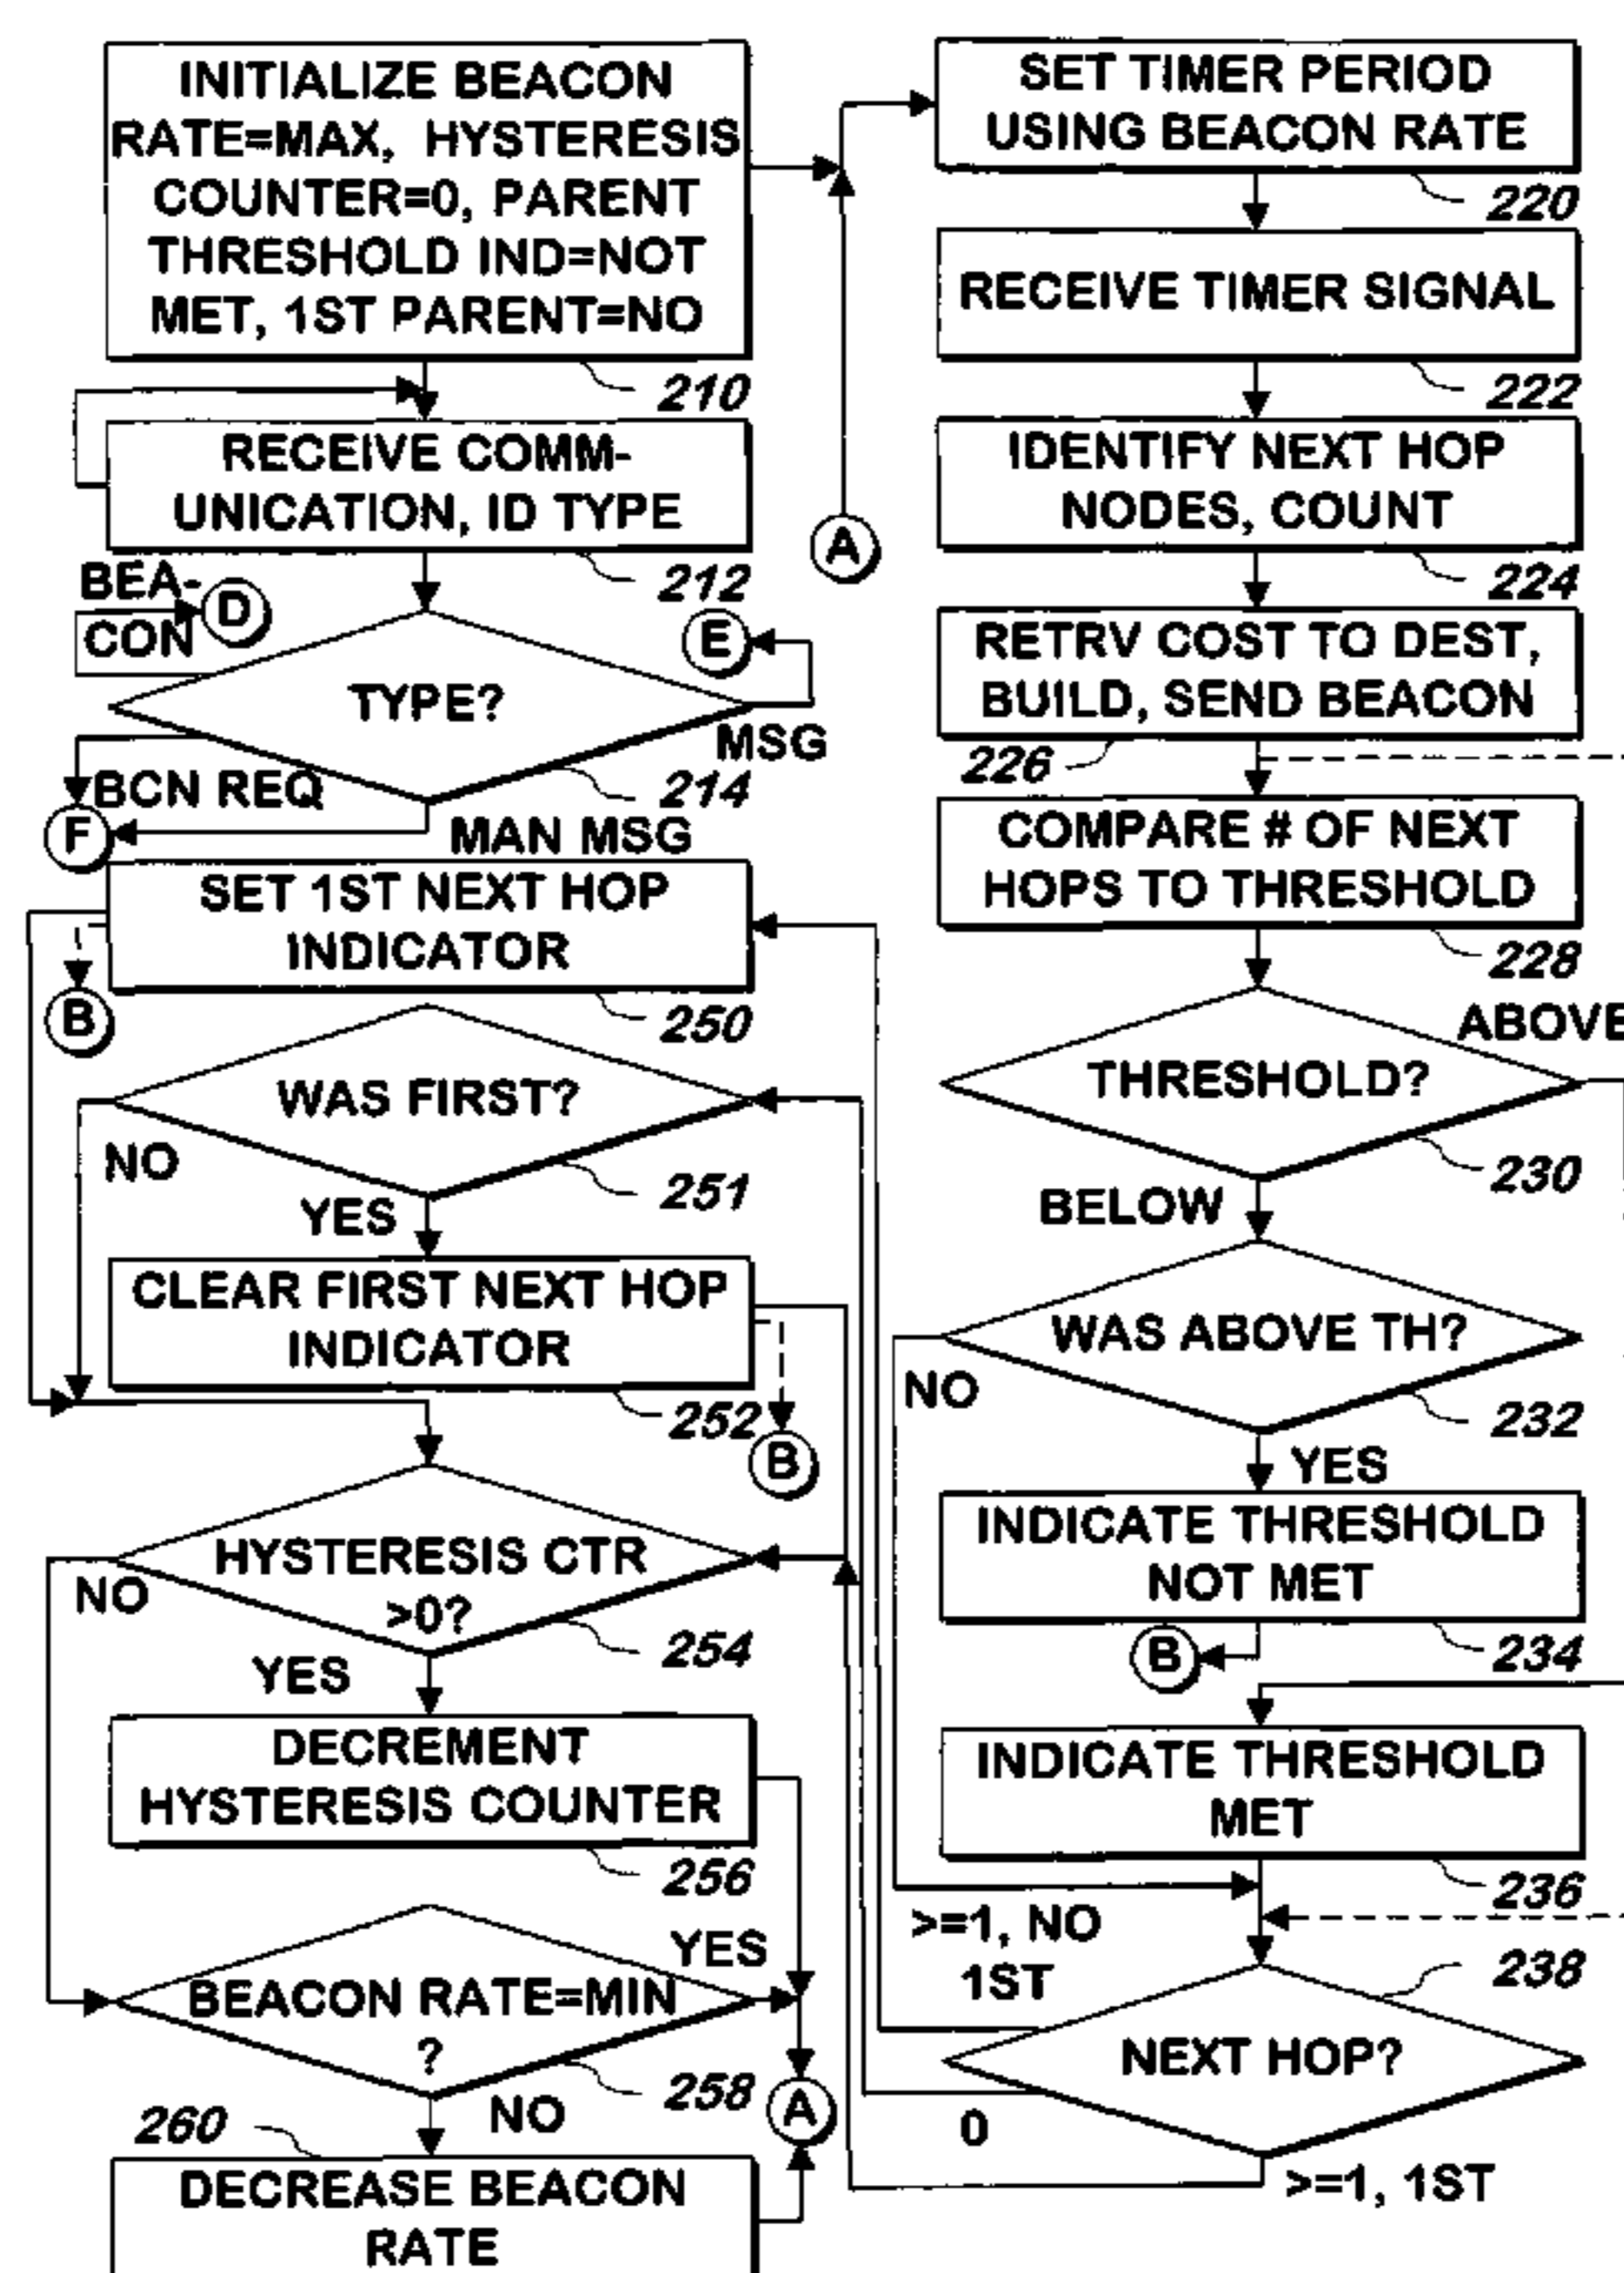 INITIALIZE BEACON
RATE=MAX, HYSTERESIS
COUNTER=0, PARENT
THRESHOLD IND=NOT
MET, 1ST PARENT=NO
210
RECEIVE COMM-
UNICATION, ID TYPE
212
BEA-
CON
D
E
TYPE?
MSG
BCN REQ
214
F
MAN MSG
SET 1ST NEXT HOP
INDICATOR
B
250
WAS FIRST?
NO
251
YES
CLEAR FIRST NEXT HOP
INDICATOR
252
B
HYSTERESIS CTR
>0?
NO
254
YES
DECREMENT
HYSTERESIS COUNTER
256
YES
BEACON RATE=MIN
?
258
NO
A
260
DECREASE BEACON
RATE
A
SET TIMER PERIOD
USING BEACON RATE
220
RECEIVE TIMER SIGNAL
222
IDENTIFY NEXT HOP
NODES, COUNT
224
RETRV COST TO DEST,
BUILD, SEND BEACON
226
COMPARE # OF NEXT
HOPS TO THRESHOLD
228
ABOVE
THRESHOLD?
230
BELOW
WAS ABOVE TH?
NO
232
YES
INDICATE THRESHOLD
NOT MET
B
234
INDICATE THRESHOLD
MET
236
>=1, NO
1ST
238
NEXT HOP?
0
>=1, 1ST